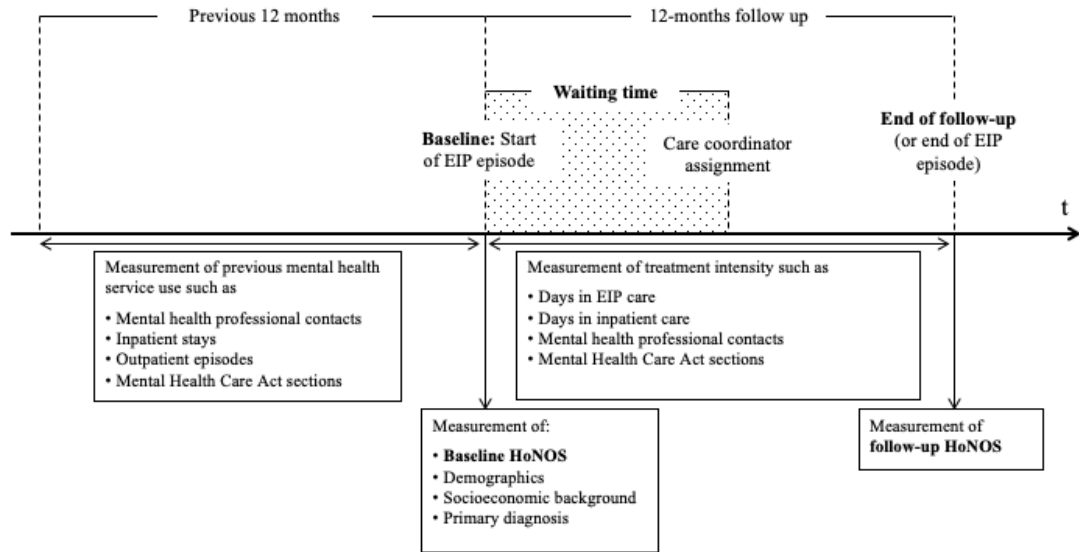 Previous 12 months
12-months follow up
Waiting time
Baseline: Start
of EIP episode
Care coordinator
assignment
End of follow-up
(or end of EIP
episode)
t
Measurement of previous mental health
service use such as
• Mental health professional contacts
• Inpatient stays
• Outpatient episodes
• Mental Health Care Act sections
Measurement of treatment intensity such as
• Days in EIP care
• Days in inpatient care
• Mental health professional contacts
• Mental Health Care Act sections
Measurement of:
• Baseline HoNOS
• Demographics
• Socioeconomic background
• Primary diagnosis
Measurement of
follow-up HoNOS